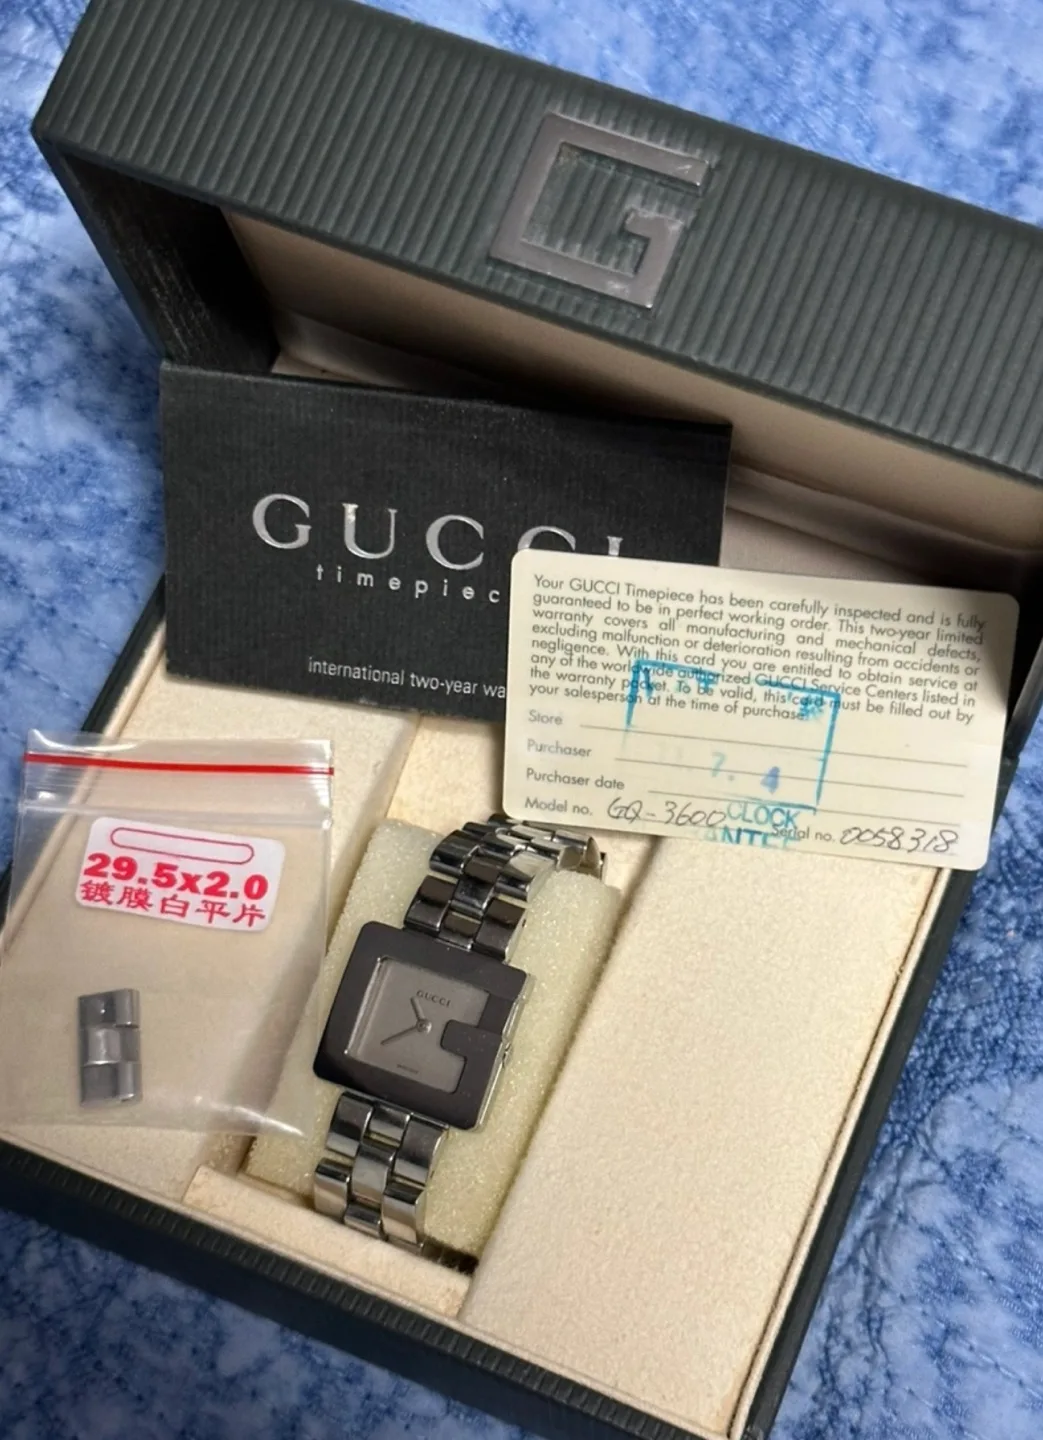 G
GUCCI
timepiec
international two-year wa
Your GUCCI Timepiece has been carefully inspected and is fully
guaranteed to be in perfect working order. This two-year limited
warranty covers all manufacturing and mechanical defects,
excluding malfunction or deterioration resulting from accidents or
negligence. With this card you are entitled to obtain service at
any of the worldwide authorized GUCCI Service Centers listed in
the warranty packet. To be valid, this card must be filled out by
your salesperson at the time of purchase.
Store
Purchaser
7. 4
Purchaser date
Model no. GQ-3600 Serial no. 0058318
CLOCK
29.5x2.0
鍍膜白平片
GUCCI